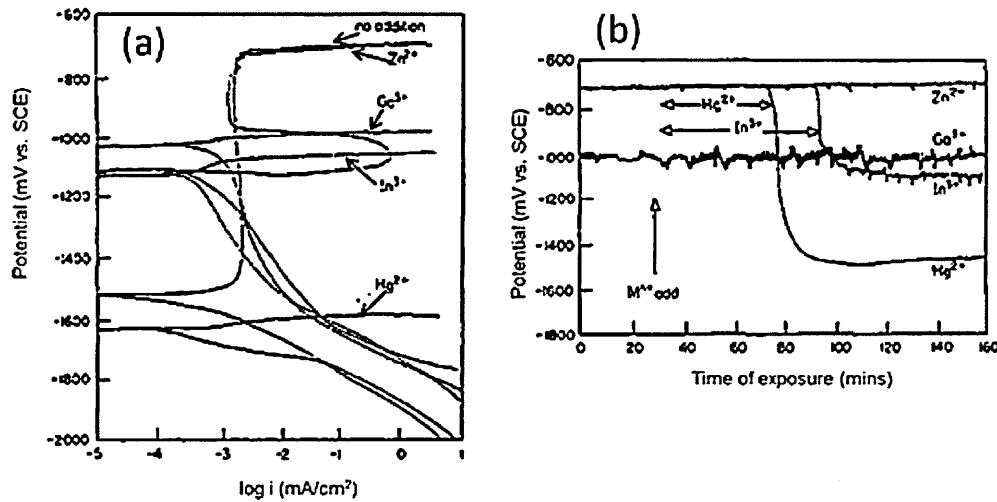 (a)
Potential (mV vs. SCE)
-600
-800
-1000
-1200
-1400
-1600
-1800
-2000
no addition
Zn²⁺
Ga³⁺
In³⁺
Hg²⁺
-5
-4
-3
-2
-1
0
1
log i (mA/cm²)
(b)
Potential (mV vs. SCE)
-600
-800
-1000
-1200
-1400
-1600
-1800
Hg²⁺
In³⁺
Zn²⁺
Ga³⁺
In³⁺
Hg²⁺
add
0
20
40
60
80
100
120
140
160
Time of exposure (mins)